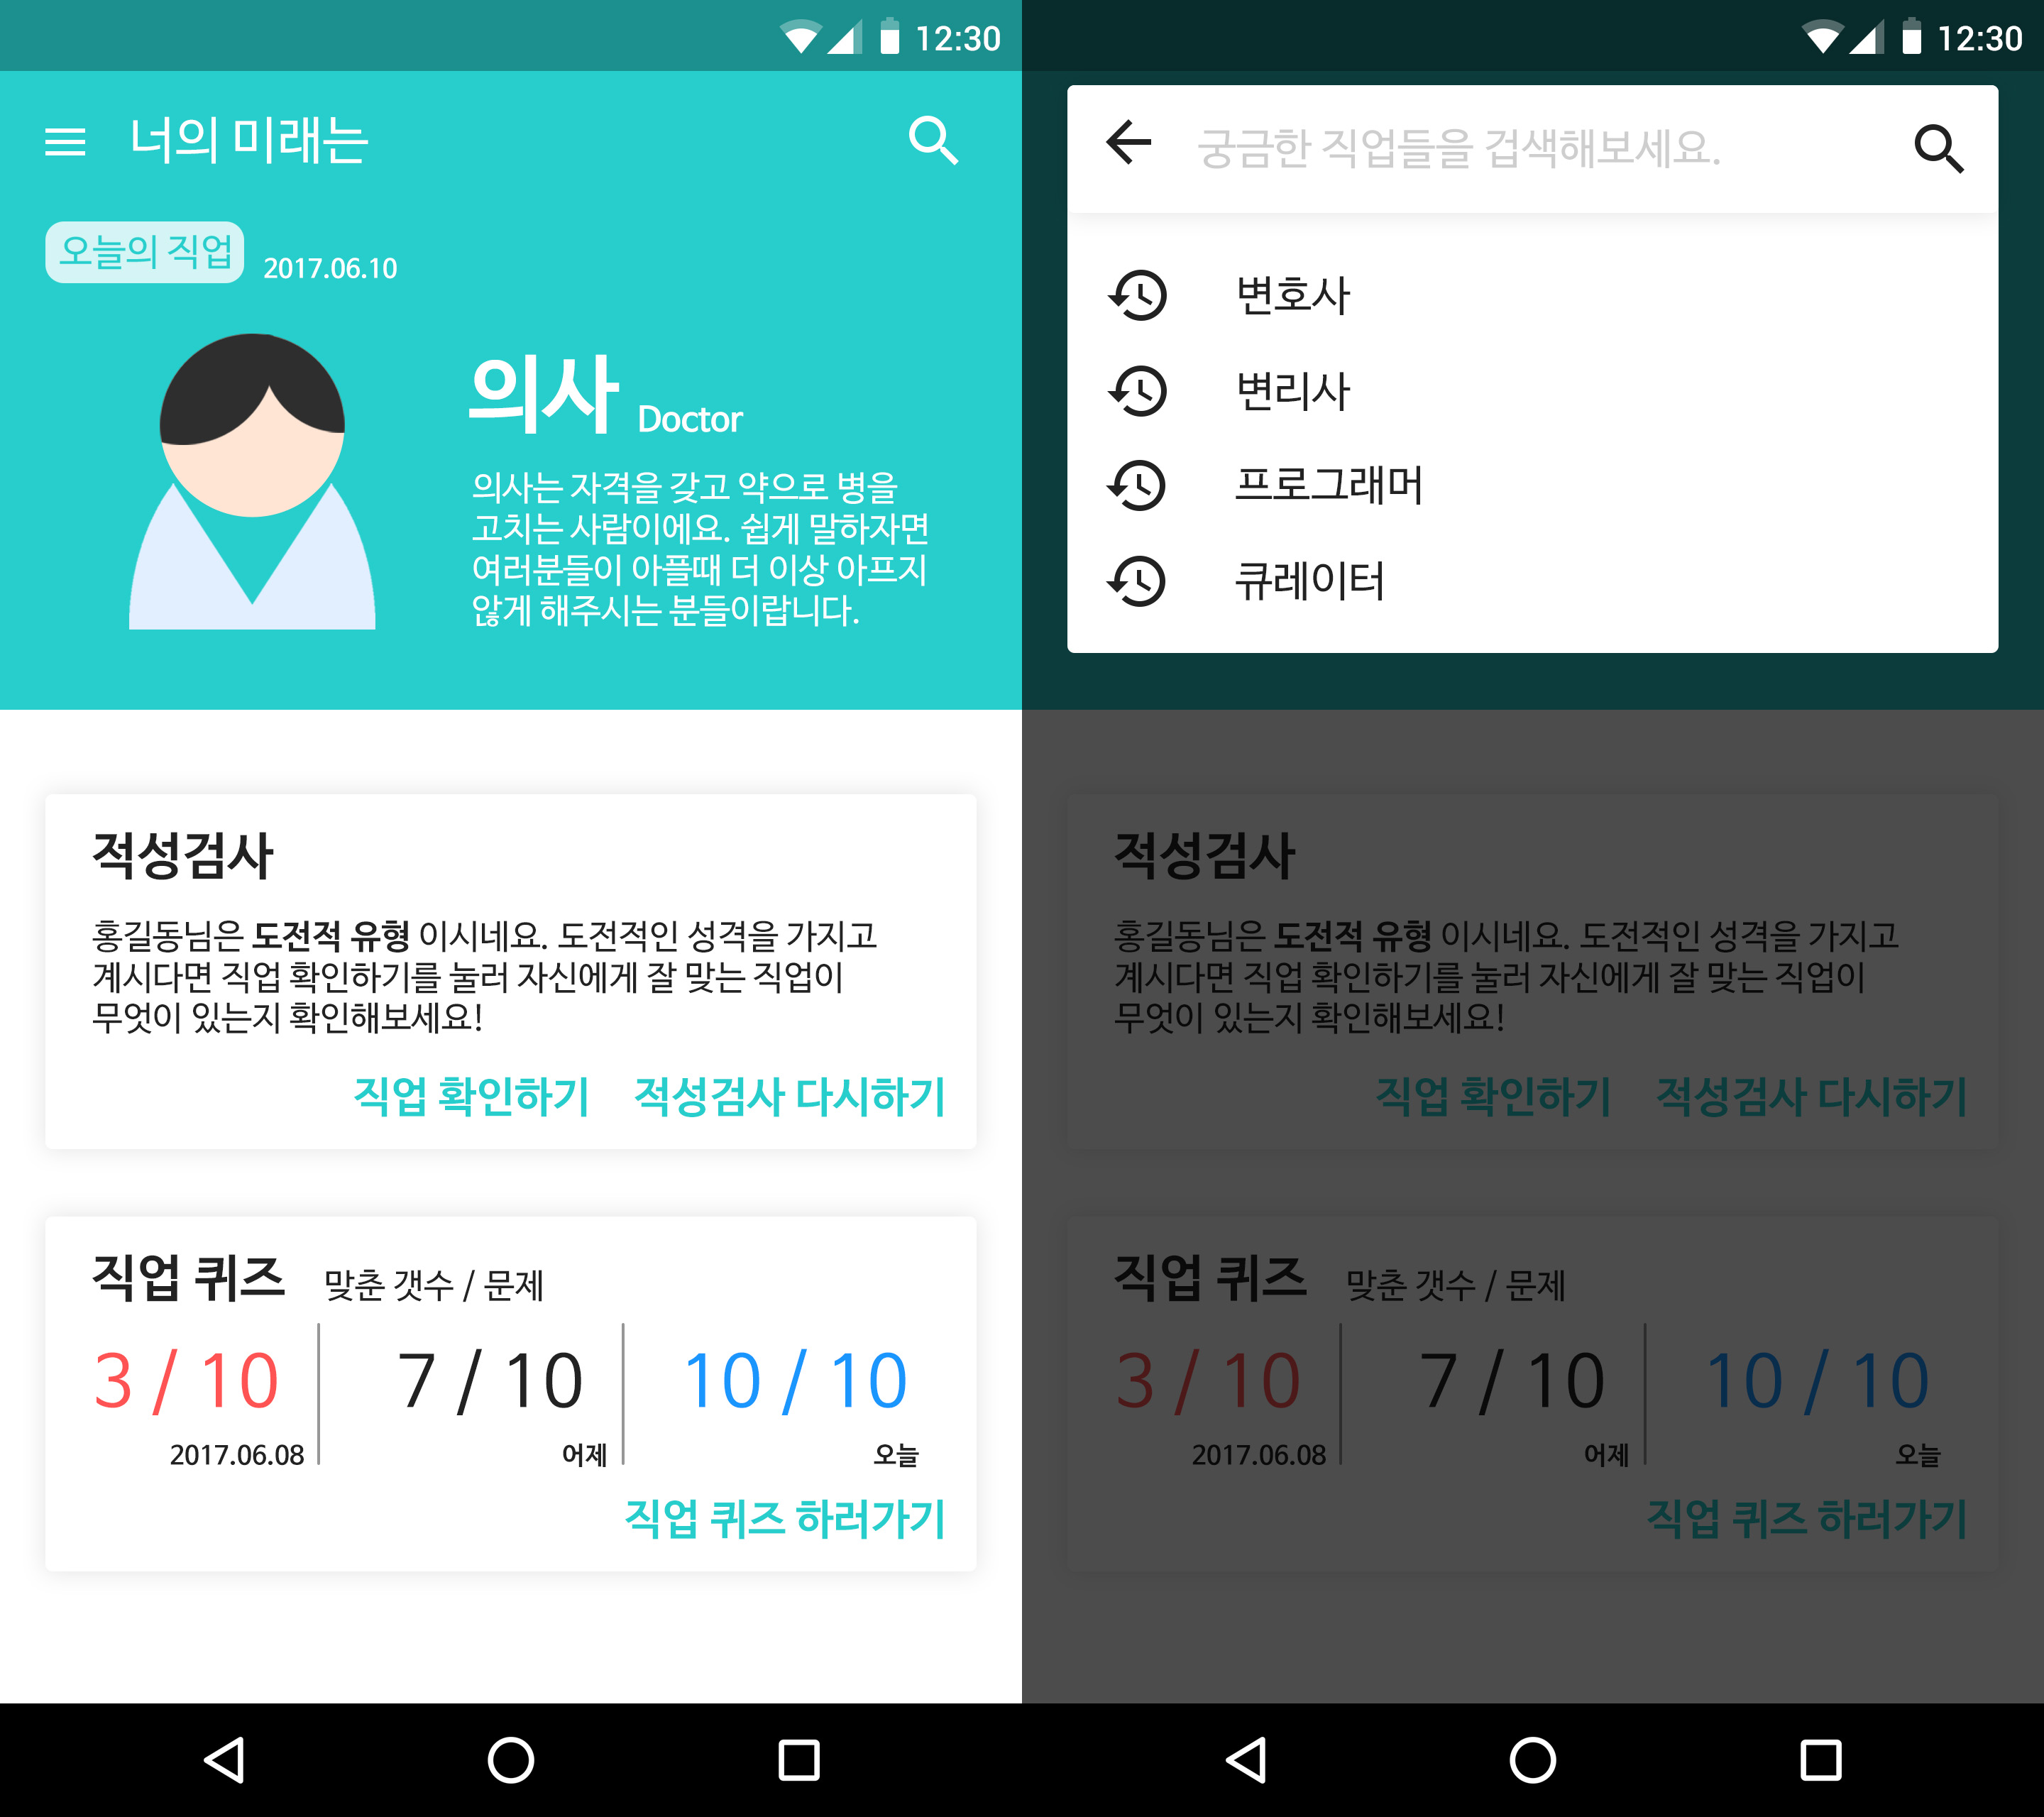 12:30
너의 미래는
오늘의 직업 2017.06.10
의사 Doctor
의사는 자격을 갖고 약으로 병을
고치는 사람이에요. 쉽게 말하자면
여러분들이 아플때 더 이상 아프지
않게 해주시는 분들이랍니다.
적성검사
홍길동님은 도전적 유형 이시네요. 도전적인 성격을 가지고
계시다면 직업 확인하기를 눌러 자신에게 잘 맞는 직업이
무엇이 있는지 확인해보세요!
직업 확인하기 적성검사 다시하기
직업 퀴즈 맞춘 갯수 / 문제
3 / 10 7 / 10 10 / 10
2017.06.08 어제 오늘
직업 퀴즈 하러가기
12:30
궁금한 직업들을 겁색해보세요.
변호사
변리사
프로그래머
큐레이터
적성검사
홍길동님은 도전적 유형 이시네요. 도전적인 성격을 가지고
계시다면 직업 확인하기를 눌러 자신에게 잘 맞는 직업이
무엇이 있는지 확인해보세요!
직업 확인하기 적성검사 다시하기
직업 퀴즈 맞춘 갯수 / 문제
3 / 10 7 / 10 10 / 10
2017.06.08 어제 오늘
직업 퀴즈 하러가기